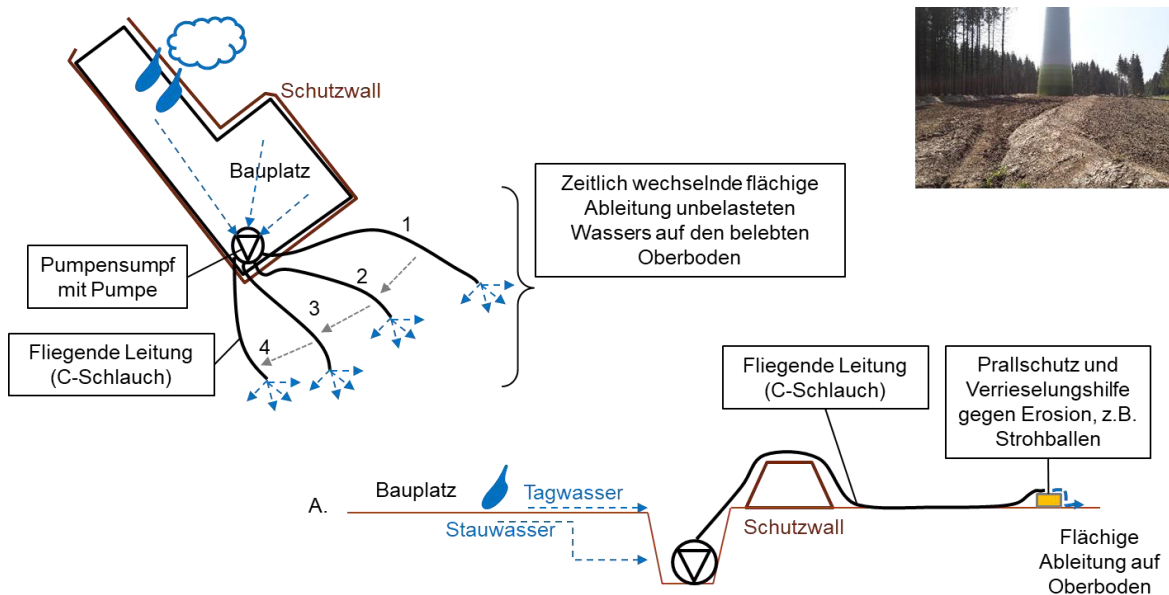 Schutzwall
Bauplatz
Pumpensumpf
mit Pumpe
Fliegende Leitung
(C-Schlauch)
1
2
3
4
Zeitlich wechselnde flächige
Ableitung unbelasteten
Wassers auf den belebten
Oberboden
Fliegende Leitung
(C-Schlauch)
Prallschutz und
Verrieselungshilfe
gegen Erosion, z.B.
Strohballen
A.
Bauplatz
Tagwasser
Stauwasser
Schutzwall
Flächige
Ableitung auf
Oberboden